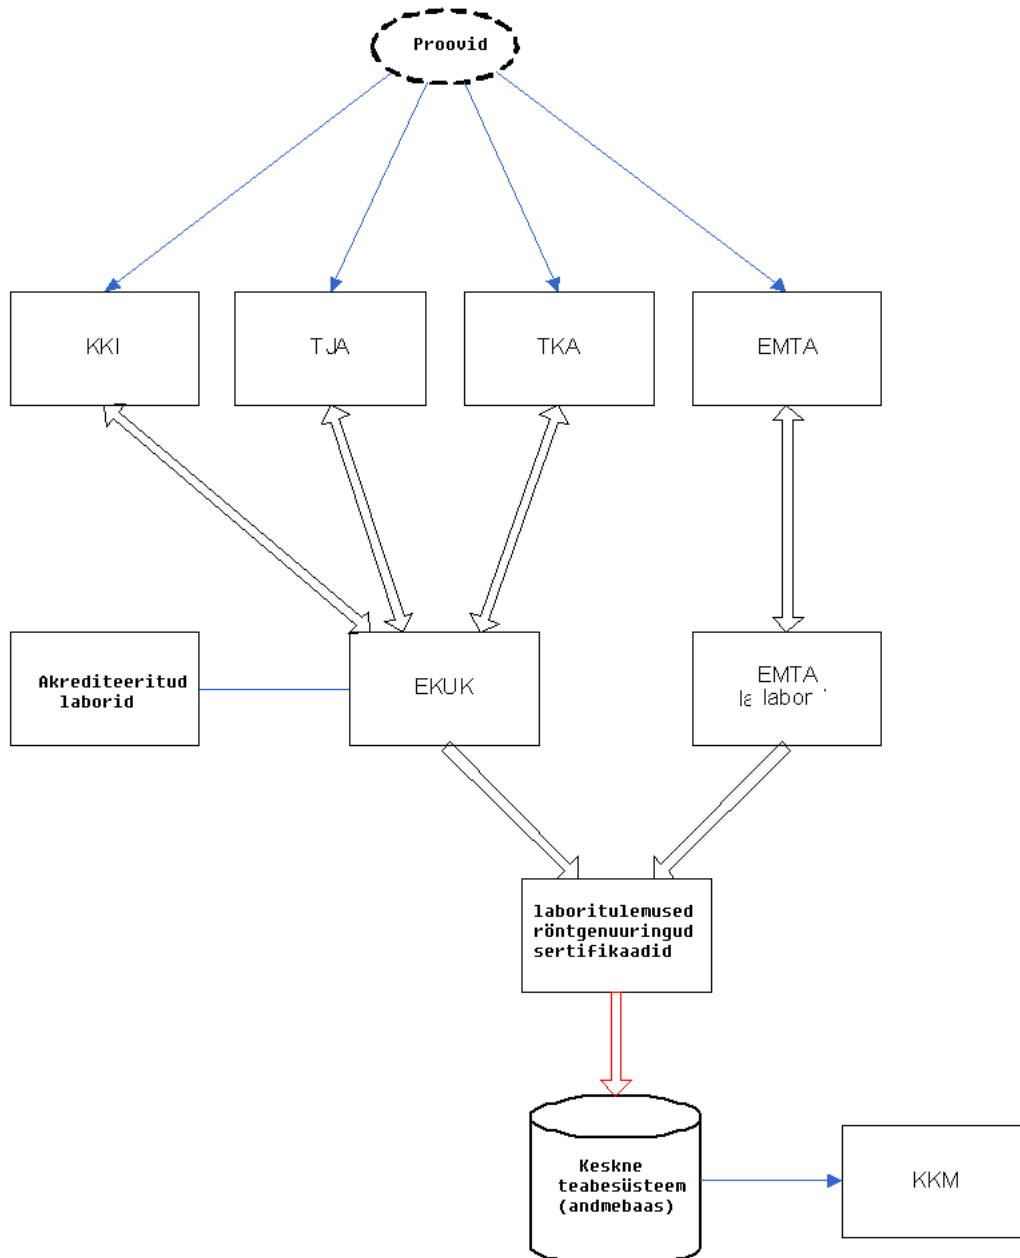 Proovid
KKI
TJA
TKA
EMTA
Akrediteeritud
laborid
EKUK
EMTA
labor
laboritulemused
röntgenuuringud
sertifikaadid
Keskne
teabesüsteem
(andmebaas)
KKM